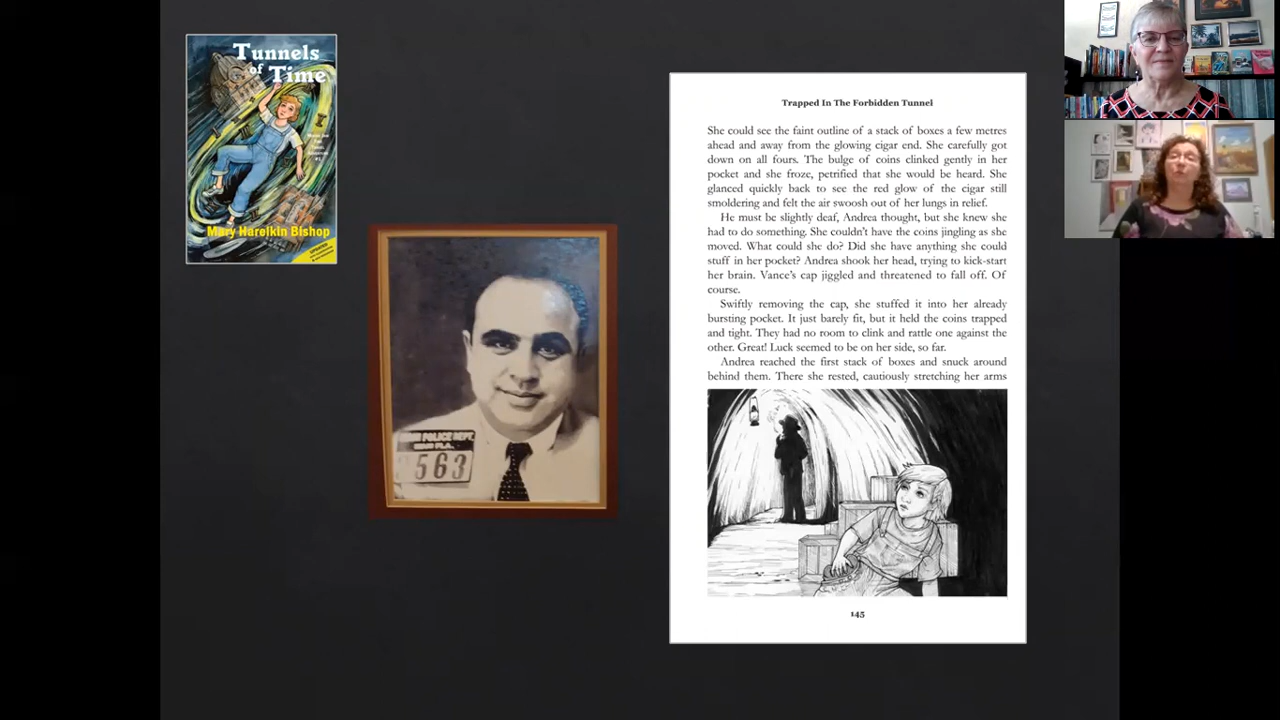 Tunnels
of Time
Mary Harelkin Bishop
563
Trapped In The Forbidden Tunnel
She could see the faint outline of a stack of boxes a few metres
ahead and away from the glowing cigar end. She carefully got
down on all fours. The bulge of coins clinked gently in her
pocket and she froze, petrified that she would be heard. She
glanced quickly back to see the red glow of the cigar still
smoldering and felt the air swoosh out of her lungs in relief.
He must be slightly deaf, Andrea thought, but she knew she
had to do something. She couldn't have the coins jingling as she
moved. What could she do? Did she have anything she could
stuff in her pocket? Andrea shook her head, trying to kick-start
her brain. Vance's cap jiggled and threatened to fall off. Of
course.
Swiftly removing the cap, she stuffed it into her already
bursting pocket. It just barely fit, but it held the coins trapped
and tight. They had no room to clink and rattle one against the
other. Great! Luck seemed to be on her side, so far.
Andrea reached the first stack of boxes and snuck around
behind them. There she rested, cautiously stretching her arms
145